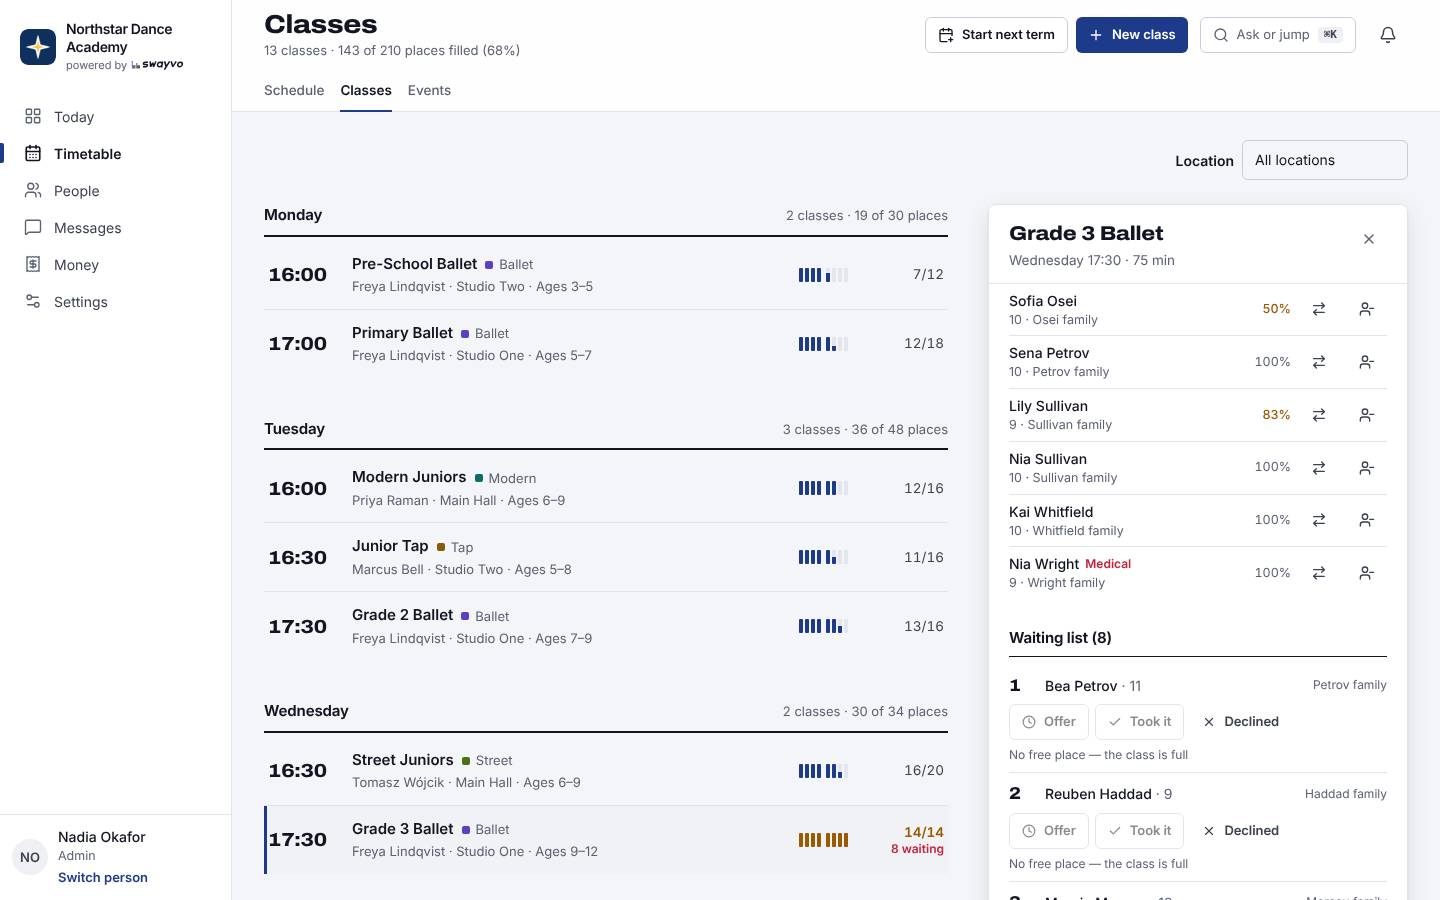 Northstar Dance
Academy
powered by swayvo
Today
Timetable
People
Messages
Money
Settings
NO
Nadia Okafor
Admin
Switch person
Classes
13 classes · 143 of 210 places filled (68%)
Start next term
New class
Ask or jump
⌘K
Schedule
Classes
Events
Location
All locations
Monday
2 classes · 19 of 30 places
16:00
Pre-School Ballet
Ballet
Freya Lindqvist · Studio Two · Ages 3–5
7/12
17:00
Primary Ballet
Ballet
Freya Lindqvist · Studio One · Ages 5–7
12/18
Tuesday
3 classes · 36 of 48 places
16:00
Modern Juniors
Modern
Priya Raman · Main Hall · Ages 6–9
12/16
16:30
Junior Tap
Tap
Marcus Bell · Studio Two · Ages 5–8
11/16
17:30
Grade 2 Ballet
Ballet
Freya Lindqvist · Studio One · Ages 7–9
13/16
Wednesday
2 classes · 30 of 34 places
16:30
Street Juniors
Street
Tomasz Wójcik · Main Hall · Ages 6–9
16/20
17:30
Grade 3 Ballet
Ballet
Freya Lindqvist · Studio One · Ages 9–12
14/14
8 waiting
Grade 3 Ballet
Wednesday 17:30 · 75 min
Sofia Osei
10 · Osei family
50%
Sena Petrov
10 · Petrov family
100%
Lily Sullivan
9 · Sullivan family
83%
Nia Sullivan
10 · Sullivan family
100%
Kai Whitfield
10 · Whitfield family
100%
Nia Wright Medical
9 · Wright family
100%
Waiting list (8)
1
Bea Petrov · 11
Petrov family
Offer
Took it
Declined
No free place — the class is full
2
Reuben Haddad · 9
Haddad family
Offer
Took it
Declined
No free place — the class is full